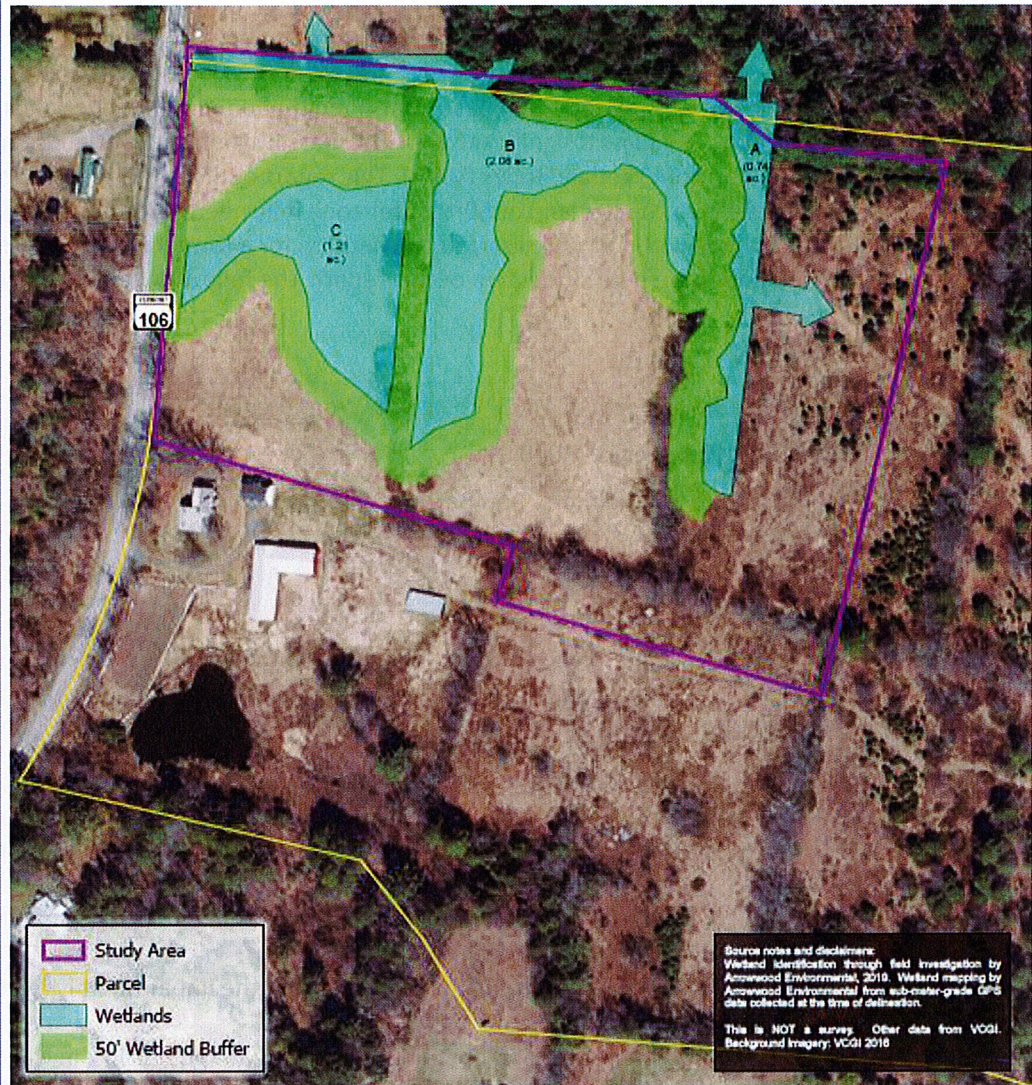 B
(2.08 ac.)
A
(0.74
ac.)
C
(1.21
ac.)
VERMONT
106
Study Area
Parcel
Wetlands
50' Wetland Buffer
Source notes and disclaimers:
Wetland identification through field investigation by
Arrowwood Environmental, 2019. Wetland mapping by
Arrowwood Environmental from sub-meter-grade GPS
data collected at the time of delineation.
This is NOT a survey. Other data from VCGI.
Background Imagery: VCGI 2016